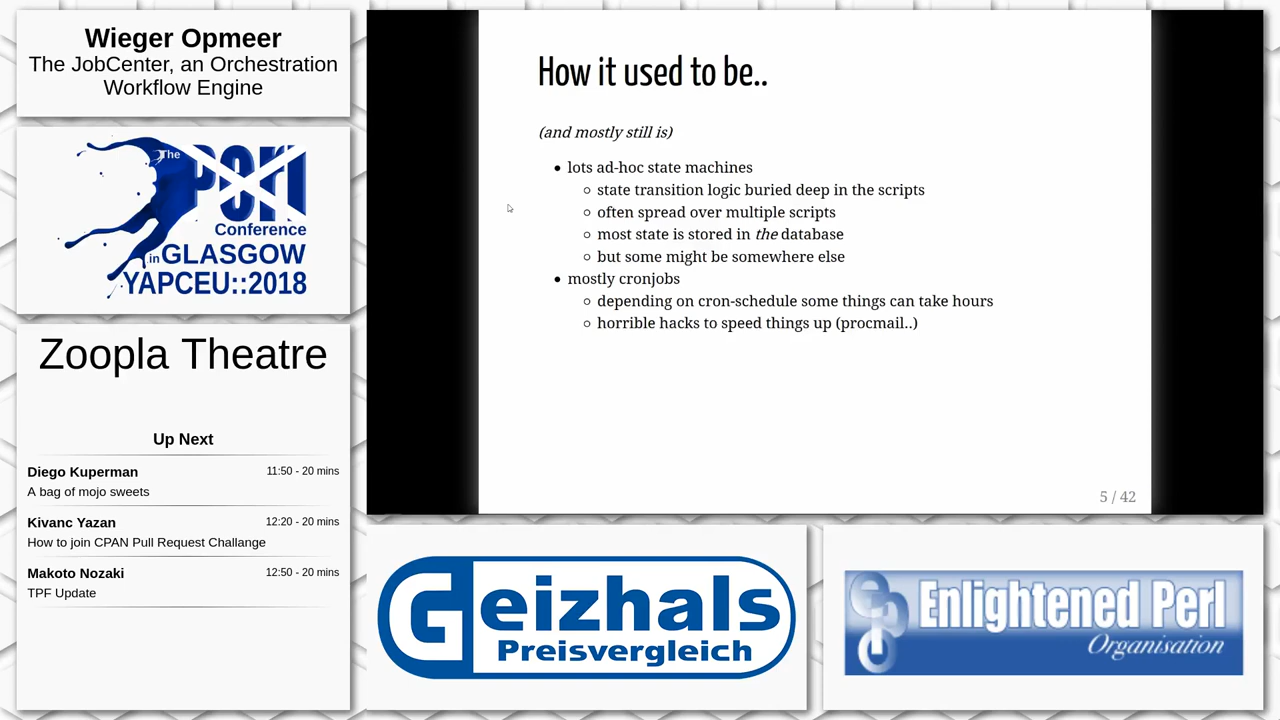 Wieger Opmeer
The JobCenter, an Orchestration
Workflow Engine
The Perl
Conference
in GLASGOW
YAPCEU::2018
Zoopla Theatre
Up Next
Diego Kuperman 11:50 - 20 mins
A bag of mojo sweets
Kivanc Yazan 12:20 - 20 mins
How to join CPAN Pull Request Challange
Makoto Nozaki 12:50 - 20 mins
TPF Update
How it used to be..
(and mostly still is)
• lots ad-hoc state machines
◦ state transition logic buried deep in the scripts
◦ often spread over multiple scripts
◦ most state is stored in the database
◦ but some might be somewhere else
• mostly cronjobs
◦ depending on cron-schedule some things can take hours
◦ horrible hacks to speed things up (procmail..)
5 / 42
Geizhals
Preisvergleich
epo
Enlightened Perl
Organisation